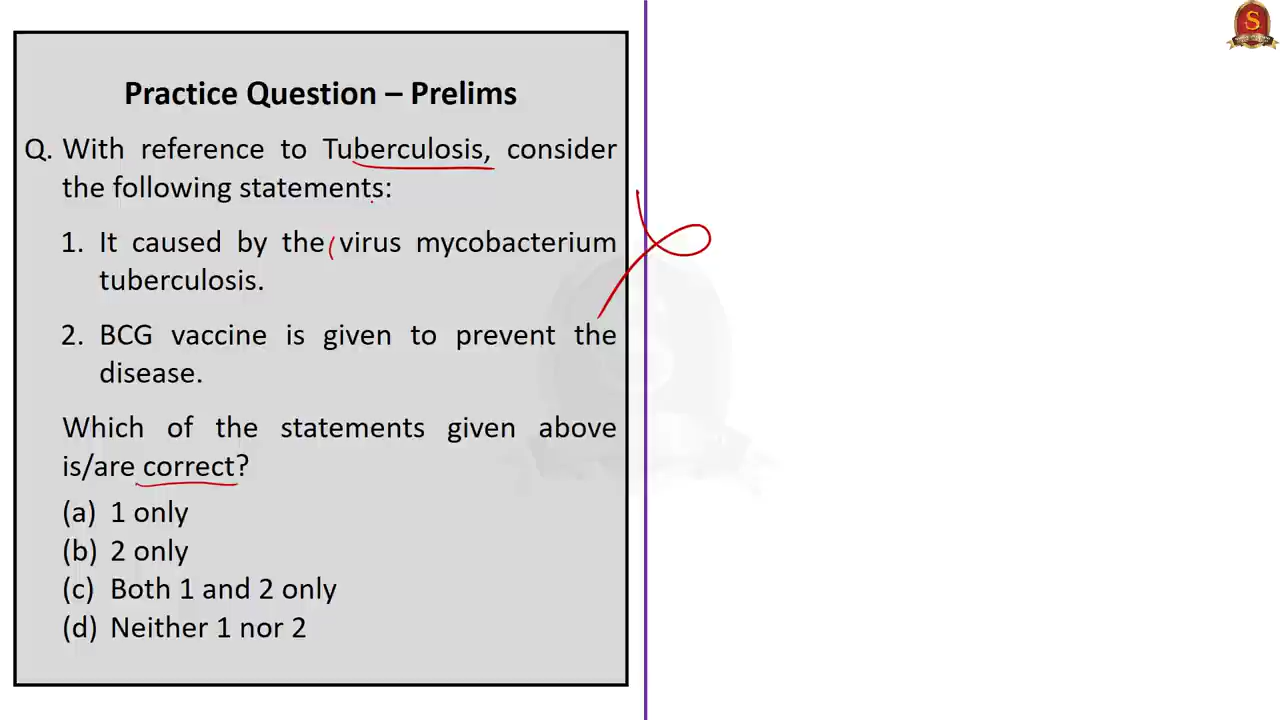 Practice Question – Prelims
Q. With reference to Tuberculosis, consider
the following statements:
1. It caused by the virus mycobacterium
tuberculosis.
2. BCG vaccine is given to prevent the
disease.
Which of the statements given above
is/are correct?
(a) 1 only
(b) 2 only
(c) Both 1 and 2 only
(d) Neither 1 nor 2
S